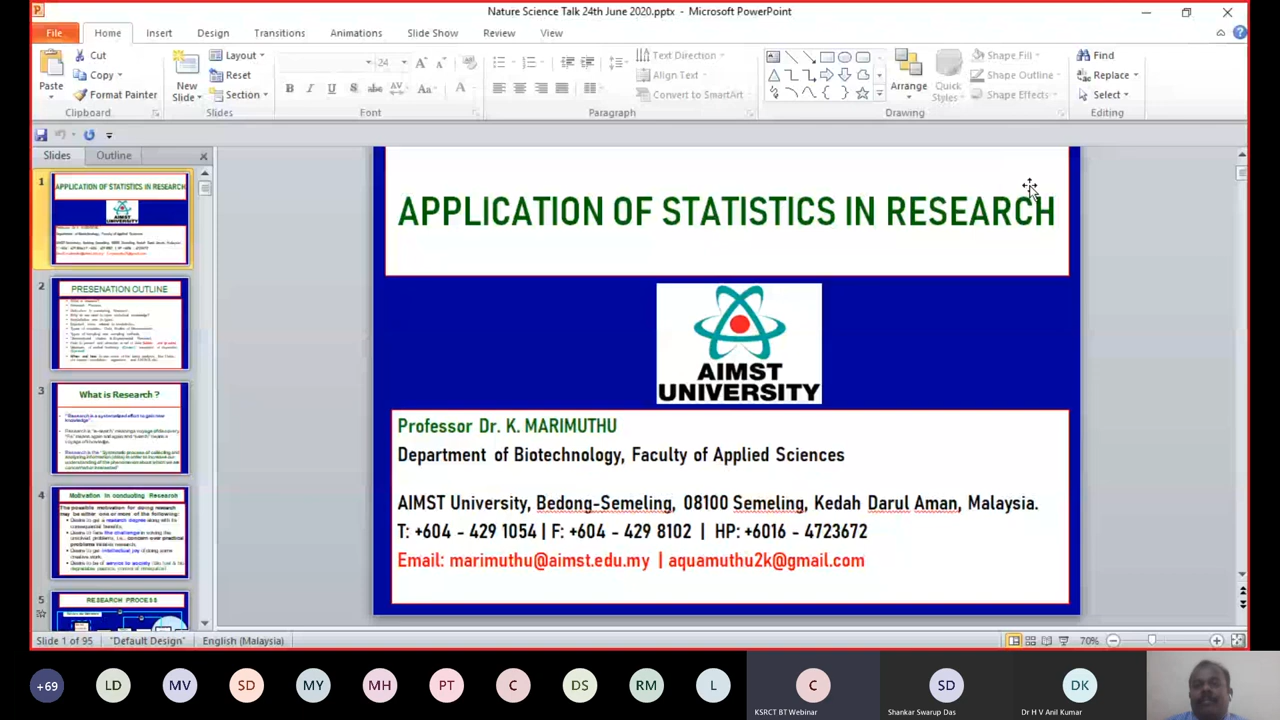 Nature Science Talk 24th June 2020.pptx - Microsoft PowerPoint
File Home Insert Design Transitions Animations Slide Show Review View
Paste Cut Copy Format Painter Clipboard
New Slide Layout Reset Section Slides
24 Font
Text Direction Align Text Convert to SmartArt Paragraph
Arrange Quick Styles Shape Fill Shape Outline Shape Effects Drawing
Find Replace Select Editing
Slides Outline
1
APPLICATION OF STATISTICS IN RESEARCH
2
PRESENATION OUTLINE
3
What is Research ?
4
Motivation in conducting Research
5
RESEARCH PROCESS
APPLICATION OF STATISTICS IN RESEARCH
AIMST
UNIVERSITY
Professor Dr. K. MARIMUTHU
Department of Biotechnology, Faculty of Applied Sciences
AIMST University, Bedong-Semeling, 08100 Semeling, Kedah Darul Aman, Malaysia.
T: +604 - 429 1054 | F: +604 - 429 8102 | HP: +6016 - 4723672
Email: marimuthu@aimst.edu.my | aquamuthu2k@gmail.com
Slide 1 of 95 "Default Design" English (Malaysia) 70%
+69 LD MV SD MY MH PT C DS RM L C SD DK
KSRCT BT Webinar Shankar Swarup Das Dr H V Anil Kumar